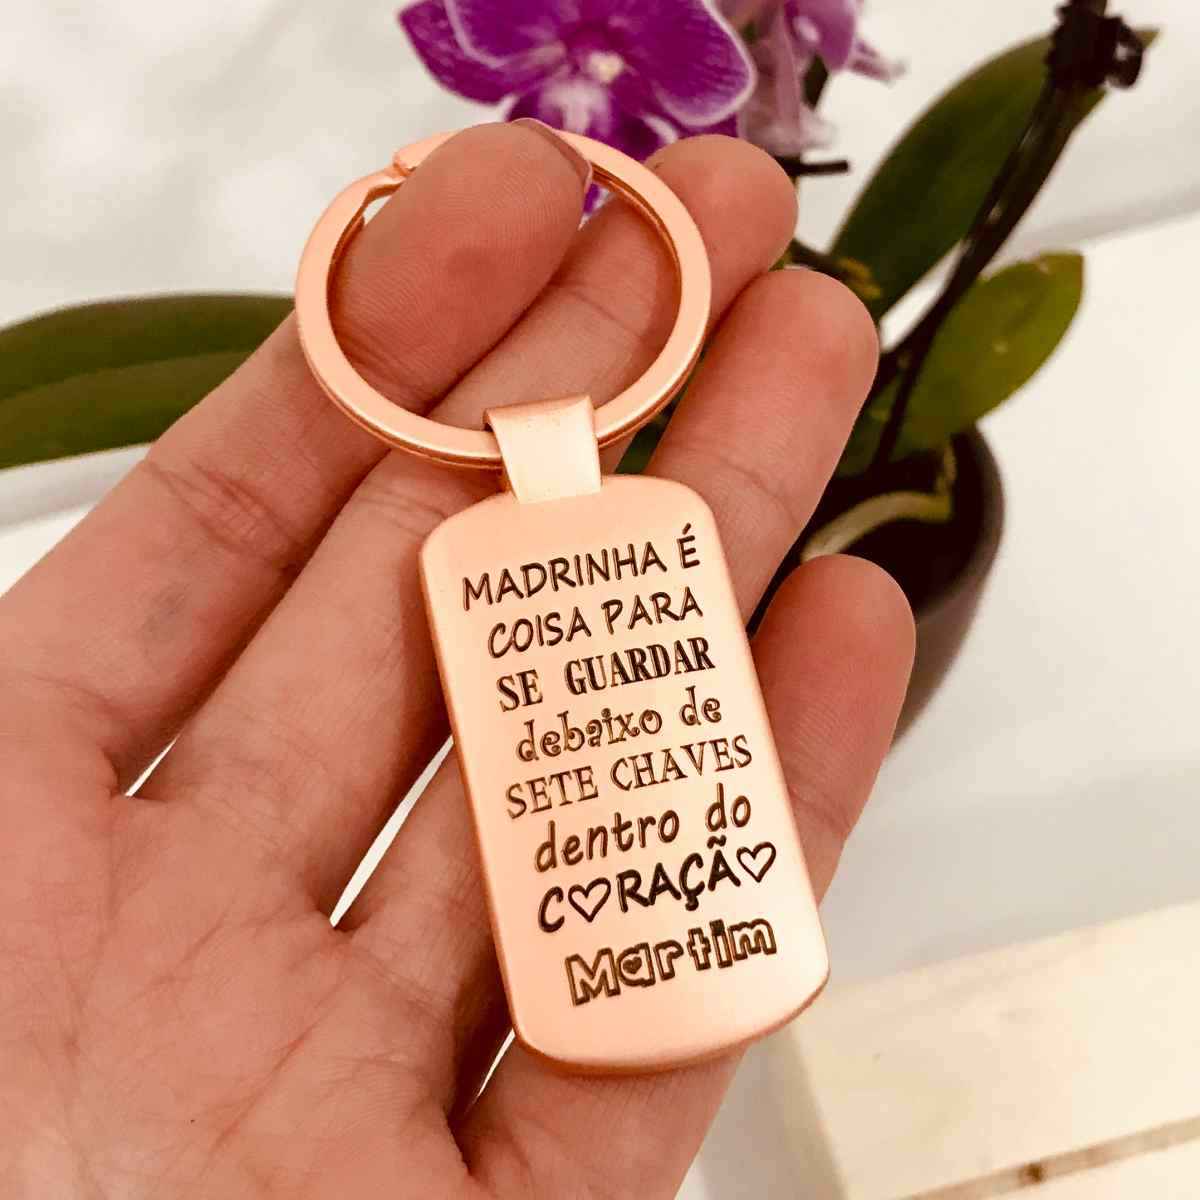 MADRINHA É
COISA PARA
SE GUARDAR
debaixo de
SETE CHAVES
dentro do
C♡RAÇÃ♡
Martim